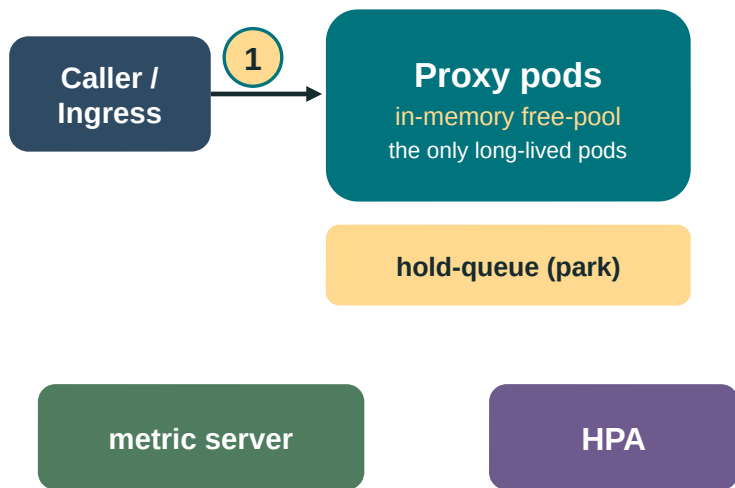 Caller /
Ingress
1
Proxy pods
in-memory free-pool
the only long-lived pods
hold-queue (park)
metric server
HPA